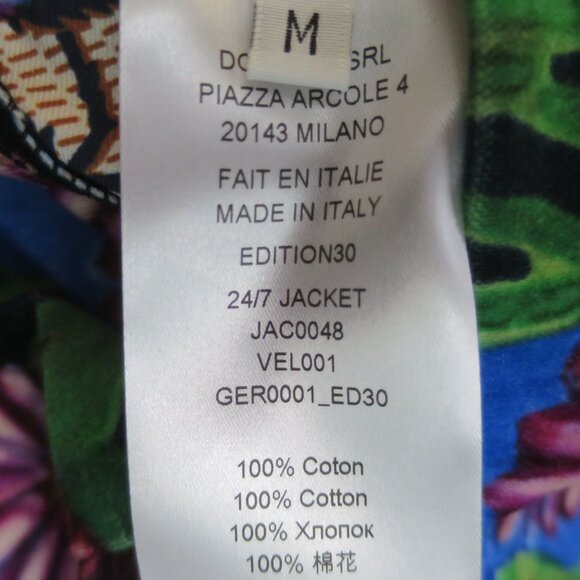 M
SRL
PIAZZA ARCOLE 4
20143 MILANO
FAIT EN ITALIE
MADE IN ITALY
EDITION30
24/7 JACKET
JAC0048
VEL001
GER0001_ED30
100% Coton
100% Cotton
100% Хлопок
100% 棉花